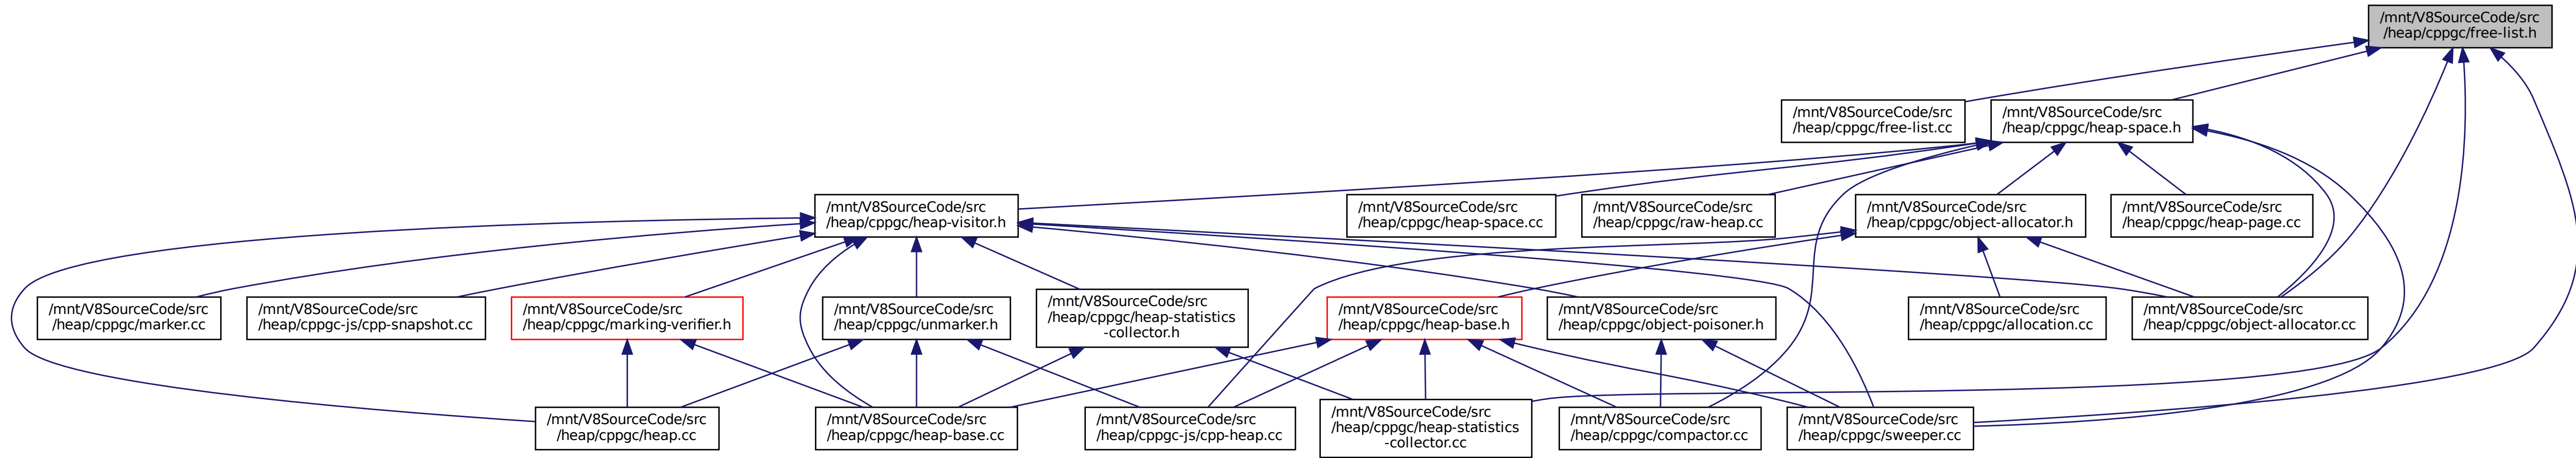 /mnt/V8SourceCode/src
/heap/cppgc/free-list.h
/mnt/V8SourceCode/src
/heap/cppgc/free-list.cc
/mnt/V8SourceCode/src
/heap/cppgc/heap-space.h
/mnt/V8SourceCode/src
/heap/cppgc/heap-visitor.h
/mnt/V8SourceCode/src
/heap/cppgc/heap-space.cc
/mnt/V8SourceCode/src
/heap/cppgc/raw-heap.cc
/mnt/V8SourceCode/src
/heap/cppgc/object-allocator.h
/mnt/V8SourceCode/src
/heap/cppgc/heap-page.cc
/mnt/V8SourceCode/src
/heap/cppgc/marker.cc
/mnt/V8SourceCode/src
/heap/cppgc-js/cpp-snapshot.cc
/mnt/V8SourceCode/src
/heap/cppgc/marking-verifier.h
/mnt/V8SourceCode/src
/heap/cppgc/unmarker.h
/mnt/V8SourceCode/src
/heap/cppgc/heap-statistics
-collector.h
/mnt/V8SourceCode/src
/heap/cppgc/heap-base.h
/mnt/V8SourceCode/src
/heap/cppgc/object-poisoner.h
/mnt/V8SourceCode/src
/heap/cppgc/allocation.cc
/mnt/V8SourceCode/src
/heap/cppgc/object-allocator.cc
/mnt/V8SourceCode/src
/heap/cppgc/heap.cc
/mnt/V8SourceCode/src
/heap/cppgc/heap-base.cc
/mnt/V8SourceCode/src
/heap/cppgc-js/cpp-heap.cc
/mnt/V8SourceCode/src
/heap/cppgc/heap-statistics
-collector.cc
/mnt/V8SourceCode/src
/heap/cppgc/compactor.cc
/mnt/V8SourceCode/src
/heap/cppgc/sweeper.cc